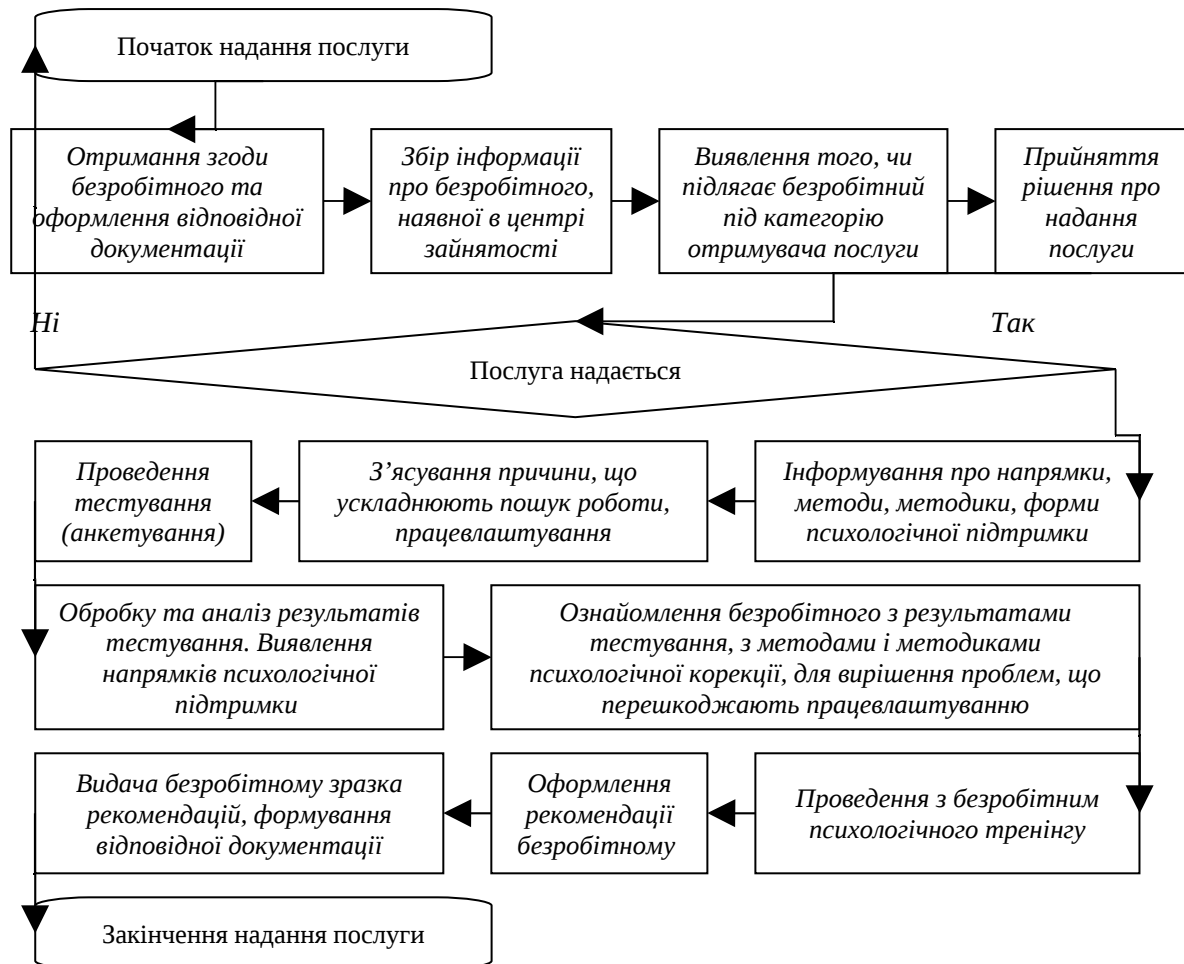 Початок надання послуги
Отримання згоди
безробітного та
оформлення відповідної
документації
Збір інформації
про безробітного,
наявної в центрі
зайнятості
Виявлення того, чи
підлягає безробітний
під категорію
отримувача послуги
Прийняття
рішення про
надання
послуги
Ні
Так
Послуга надається
Інформування про напрямки,
методи, методики, форми
психологічної підтримки
З’ясування причини, що
ускладнюють пошук роботи,
працевлаштування
Проведення
тестування
(анкетування)
Обробку та аналіз результатів
тестування. Виявлення
напрямків психологічної
підтримки
Ознайомлення безробітного з результатами
тестування, з методами і методиками
психологічної корекції, для вирішення проблем, що
перешкоджають працевлаштуванню
Проведення з безробітним
психологічного тренінгу
Оформлення
рекомендації
безробітному
Видача безробітному зразка
рекомендацій, формування
відповідної документації
Закінчення надання послуги